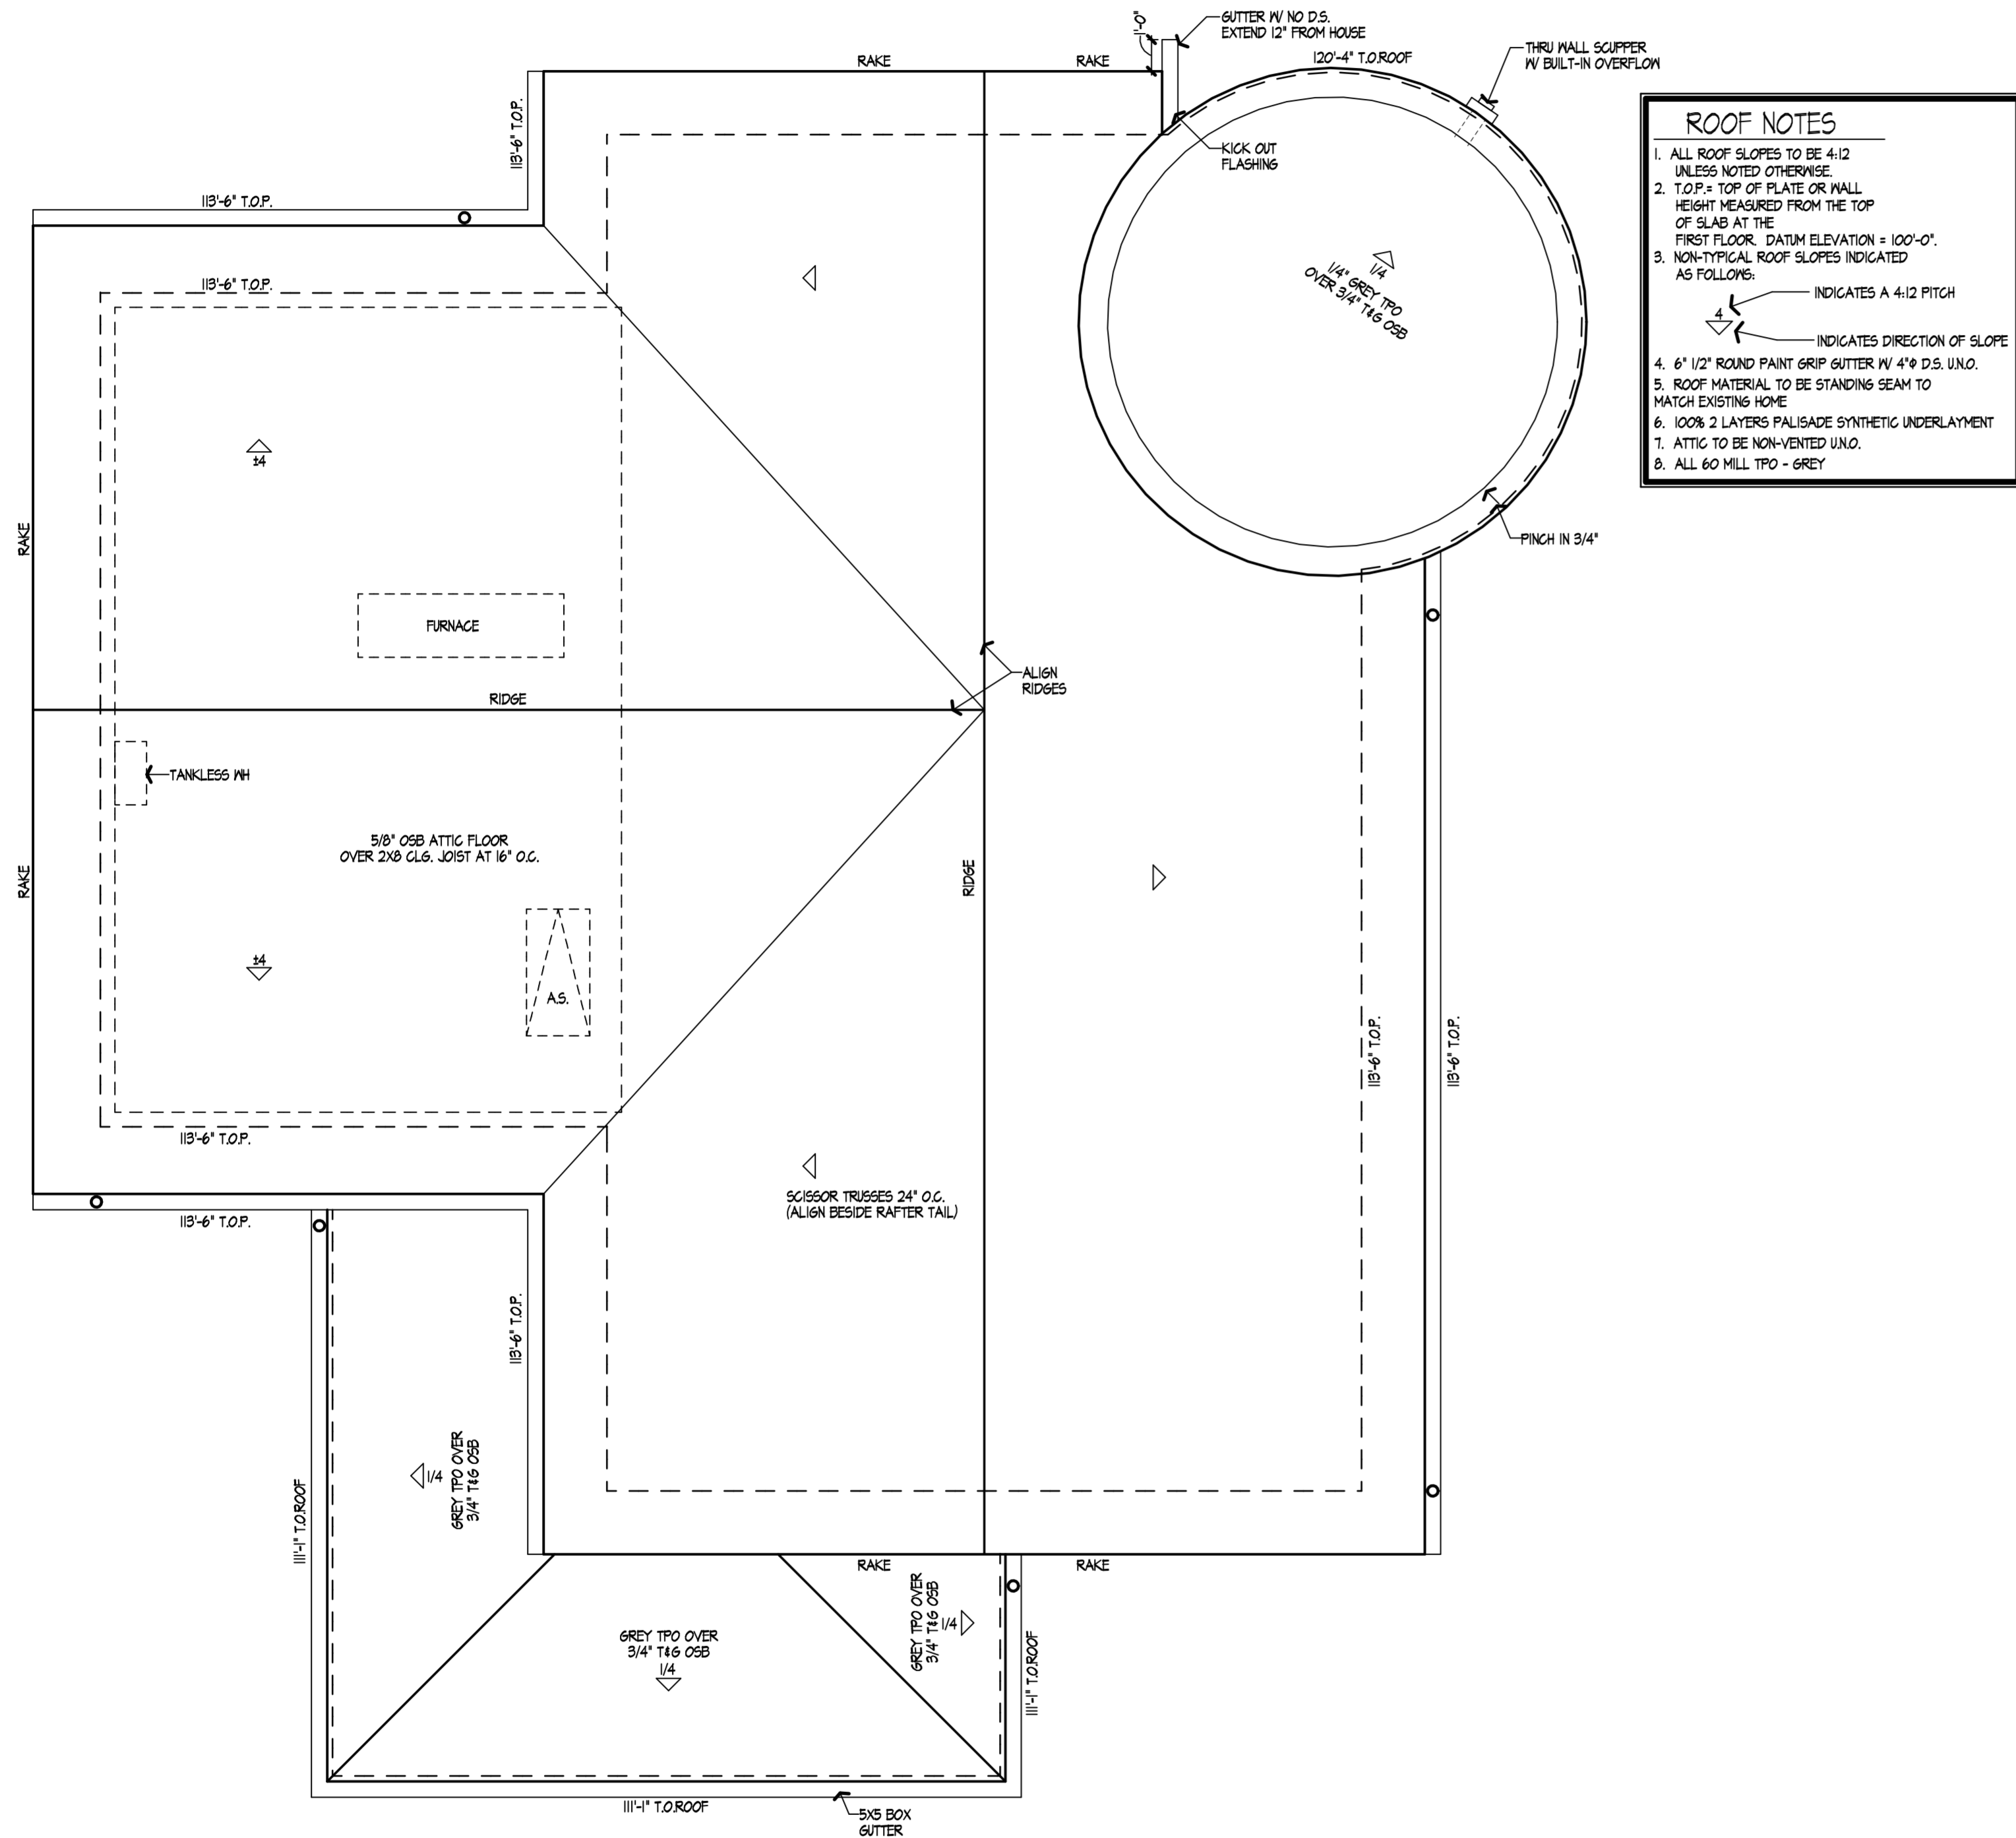 1'-0"
GUTTER W/ NO D.S.
EXTEND 12" FROM HOUSE
120'-4" T.O.ROOF
THRU WALL SCUPPER
W/ BUILT-IN OVERFLOW
RAKE
RAKE
113'-6" T.O.P.
113'-6" T.O.P.
KICK OUT
FLASHING
113'-6" T.O.P.
1/4
1/4" GREY TPO
OVER 3/4" T&G OSB
ROOF NOTES
1. ALL ROOF SLOPES TO BE 4:12
UNLESS NOTED OTHERWISE.
2. T.O.P.= TOP OF PLATE OR WALL
HEIGHT MEASURED FROM THE TOP
OF SLAB AT THE
FIRST FLOOR. DATUM ELEVATION = 100'-0".
3. NON-TYPICAL ROOF SLOPES INDICATED
AS FOLLOWS:
INDICATES A 4:12 PITCH
4
INDICATES DIRECTION OF SLOPE
4. 6" 1/2" ROUND PAINT GRIP GUTTER W/ 4"Φ D.S. U.N.O.
5. ROOF MATERIAL TO BE STANDING SEAM TO
MATCH EXISTING HOME
6. 100% 2 LAYERS PALISADE SYNTHETIC UNDERLAYMENT
7. ATTIC TO BE NON-VENTED U.N.O.
8. ALL 60 MILL TPO - GREY
±4
RAKE
PINCH IN 3/4"
FURNACE
ALIGN
RIDGES
RIDGE
TANKLESS WH
5/8" OSB ATTIC FLOOR
OVER 2X8 CLG. JOIST AT 16" O.C.
RAKE
RIDGE
±4
A.S.
113'-6" T.O.P.
113'-6" T.O.P.
113'-6" T.O.P.
113'-6" T.O.P.
SCISSOR TRUSSES 24" O.C.
(ALIGN BESIDE RAFTER TAIL)
113'-6" T.O.P.
1/4
GREY TPO OVER
3/4" T&G OSB
111'-1" T.O.ROOF
RAKE
RAKE
GREY TPO OVER
3/4" T&G OSB
1/4
GREY TPO OVER
3/4" T&G OSB
1/4
111'-1" T.O.ROOF
111'-1" T.O.ROOF
5X5 BOX
GUTTER